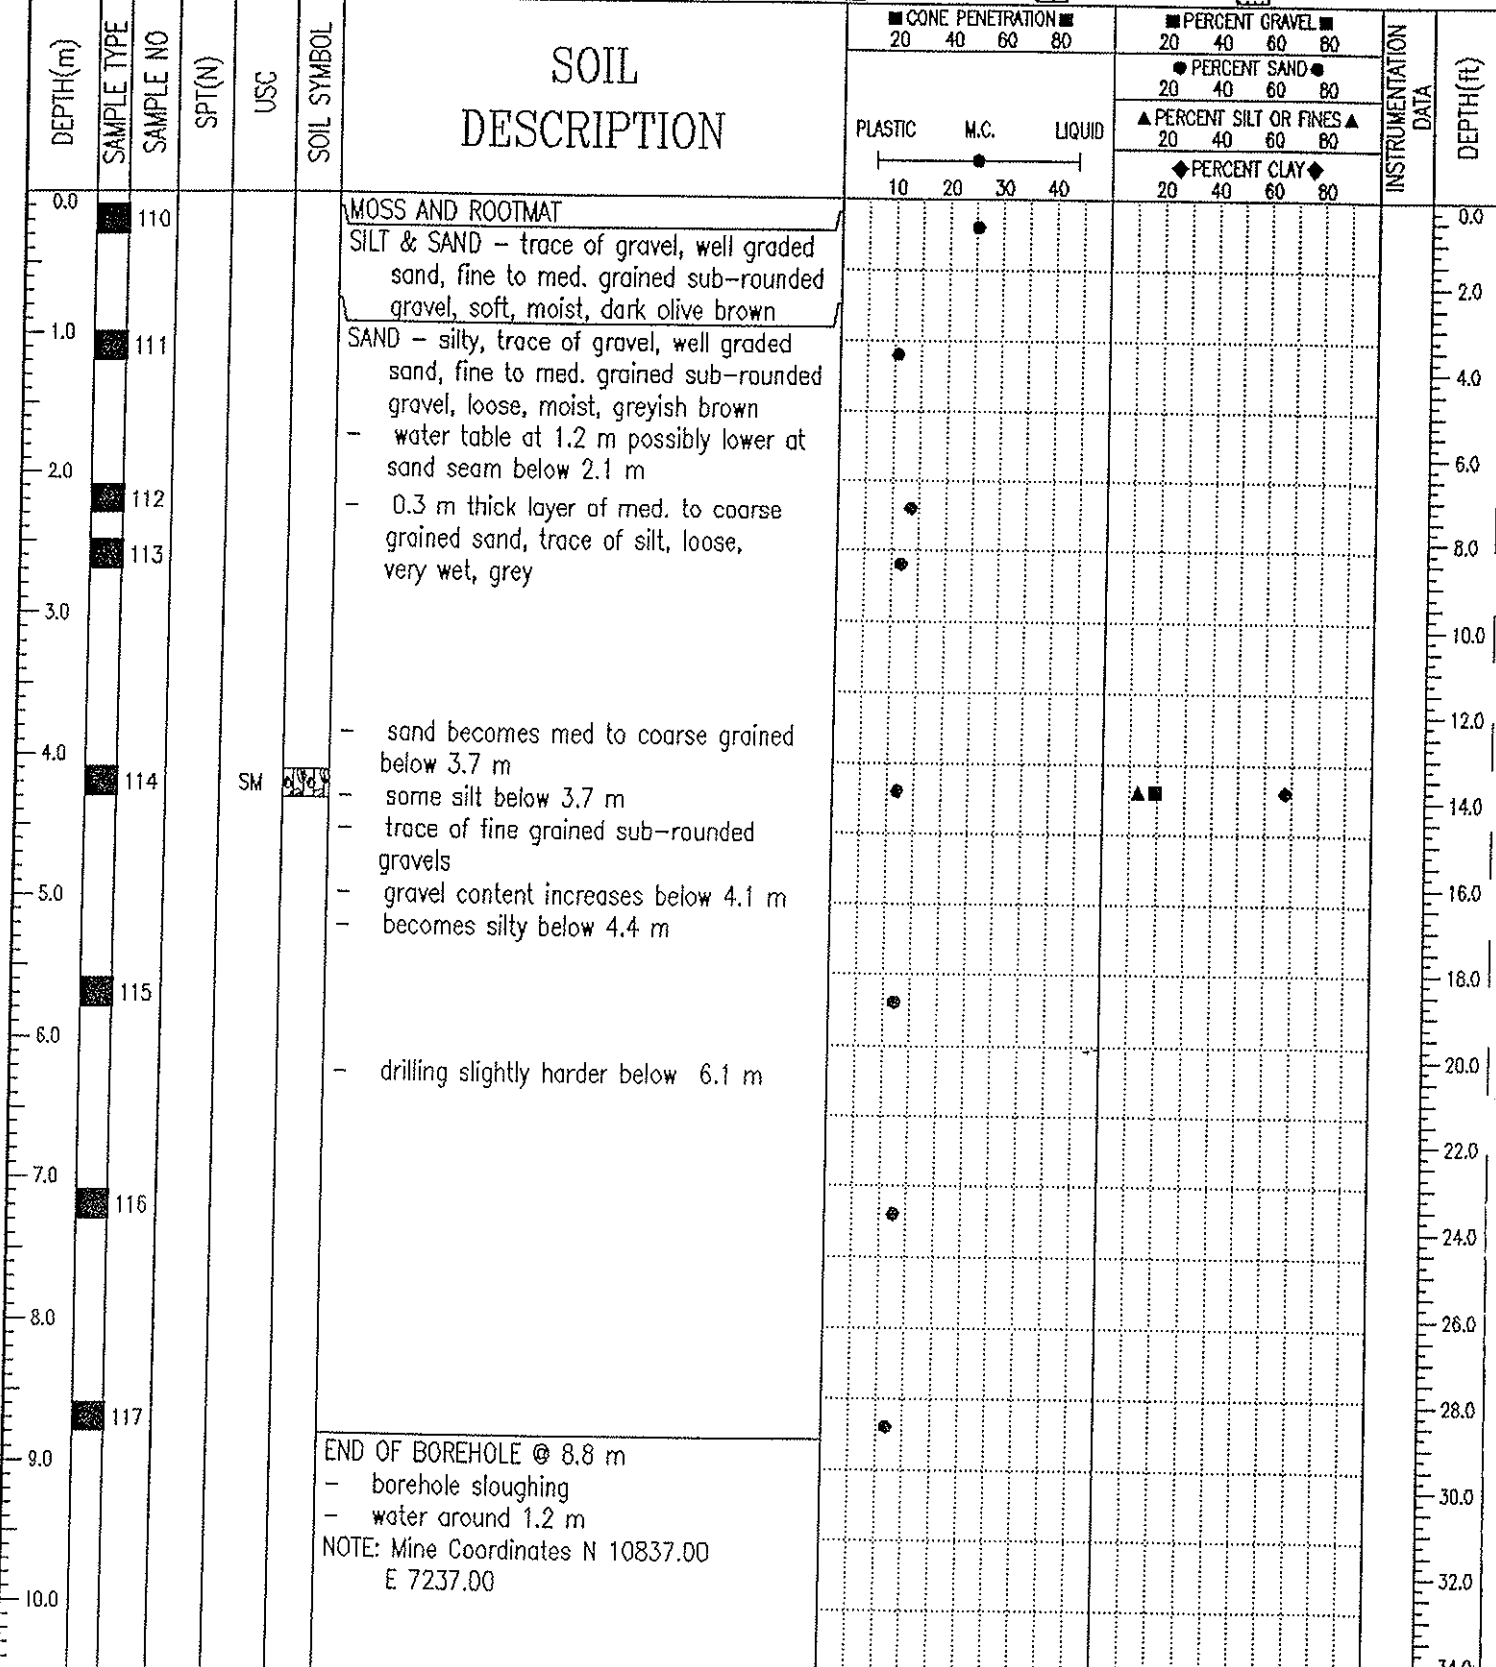 DEPTH(m)
SAMPLE TYPE
SAMPLE NO
SPT(N)
USC
SOIL SYMBOL
SOIL
DESCRIPTION
■ CONE PENETRATION ■
20 40 60 80
PLASTIC M.C. LIQUID
10 20 30 40
■ PERCENT GRAVEL ■
20 40 60 80
● PERCENT SAND ●
20 40 60 80
▲ PERCENT SILT OR FINES ▲
20 40 60 80
◆ PERCENT CLAY ◆
20 40 60 80
INSTRUMENTATION
DATA
DEPTH(ft)
0.0
1.0
2.0
3.0
4.0
5.0
6.0
7.0
8.0
9.0
10.0
110
111
112
113
114
115
116
117
SM
MOSS AND ROOTMAT
SILT & SAND – trace of gravel, well graded
sand, fine to med. grained sub-rounded
gravel, soft, moist, dark olive brown
SAND – silty, trace of gravel, well graded
sand, fine to med. grained sub-rounded
gravel, loose, moist, greyish brown
– water table at 1.2 m possibly lower at
sand seam below 2.1 m
– 0.3 m thick layer of med. to coarse
grained sand, trace of silt, loose,
very wet, grey
– sand becomes med to coarse grained
below 3.7 m
– some silt below 3.7 m
– trace of fine grained sub-rounded
gravels
– gravel content increases below 4.1 m
– becomes silty below 4.4 m
– drilling slightly harder below 6.1 m
END OF BOREHOLE @ 8.8 m
– borehole sloughing
– water around 1.2 m
NOTE: Mine Coordinates N 10837.00
E 7237.00
0.0
2.0
4.0
6.0
8.0
10.0
12.0
14.0
16.0
18.0
20.0
22.0
24.0
26.0
28.0
30.0
32.0
34.0